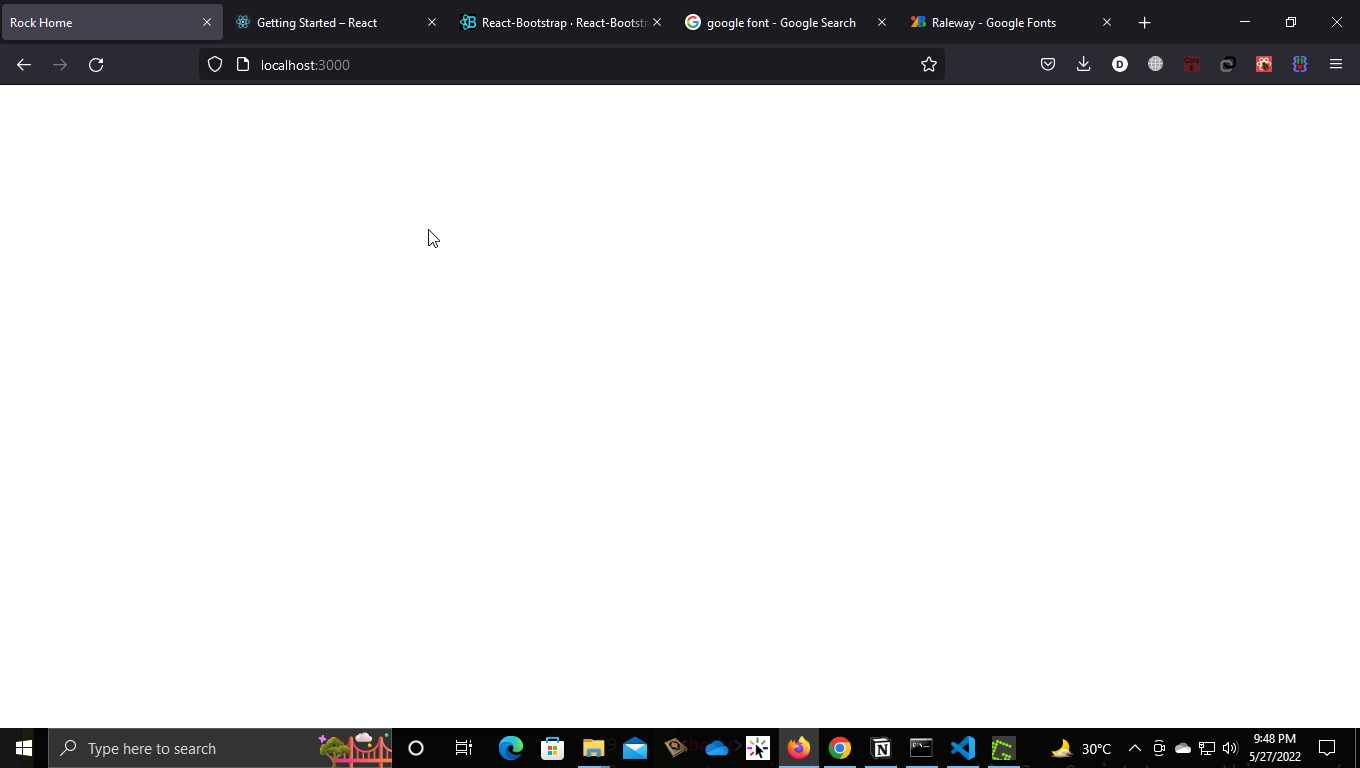 Rock Home
Getting Started – React
React-Bootstrap · React-Bootstr
google font - Google Search
Raleway - Google Fonts
localhost:3000
D
Type here to search
30°C
9:48 PM
5/27/2022